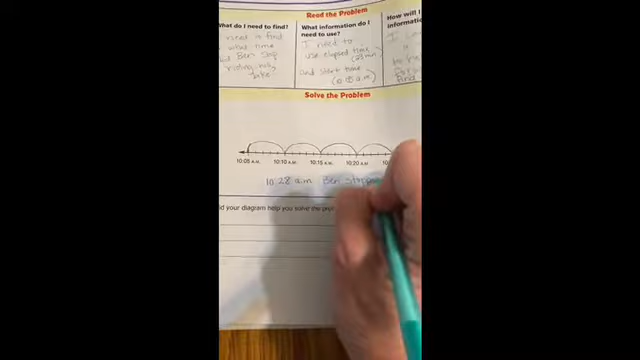 Read the Problem
What do I need to find?
need to find
what time
Ben stop
riding his
bike.
What information do I
need to use?
I need to
use elapsed time
(23 min)
and start time
(10:05 a.m.)
How will I
informati
I
find
Solve the Problem
10:05 A.M. 10:10 A.M. 10:15 A.M. 10:20 A.M.
10:28 a.m. Ben stopp
d your diagram help you solve the pro